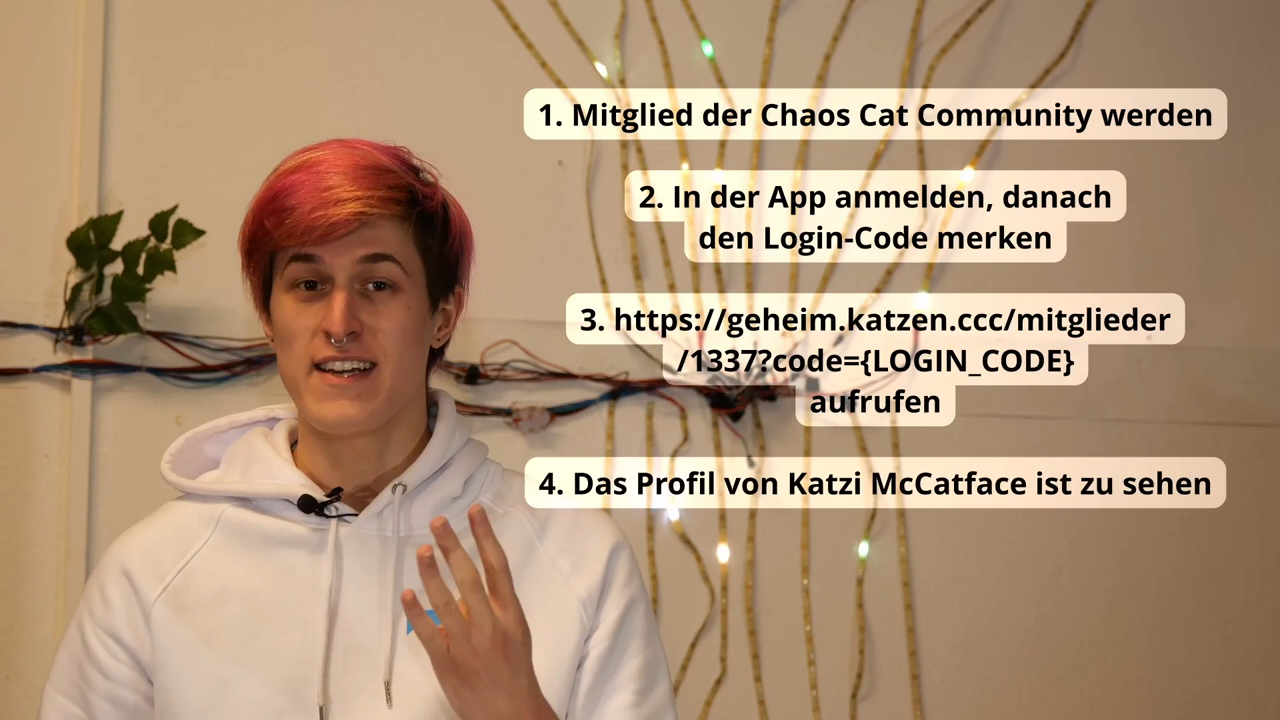 1. Mitglied der Chaos Cat Community werden
2. In der App anmelden, danach
den Login-Code merken
3. https://geheim.katzen.ccc/mitglieder
/1337?code={LOGIN_CODE}
aufrufen
4. Das Profil von Katzi McCatface ist zu sehen